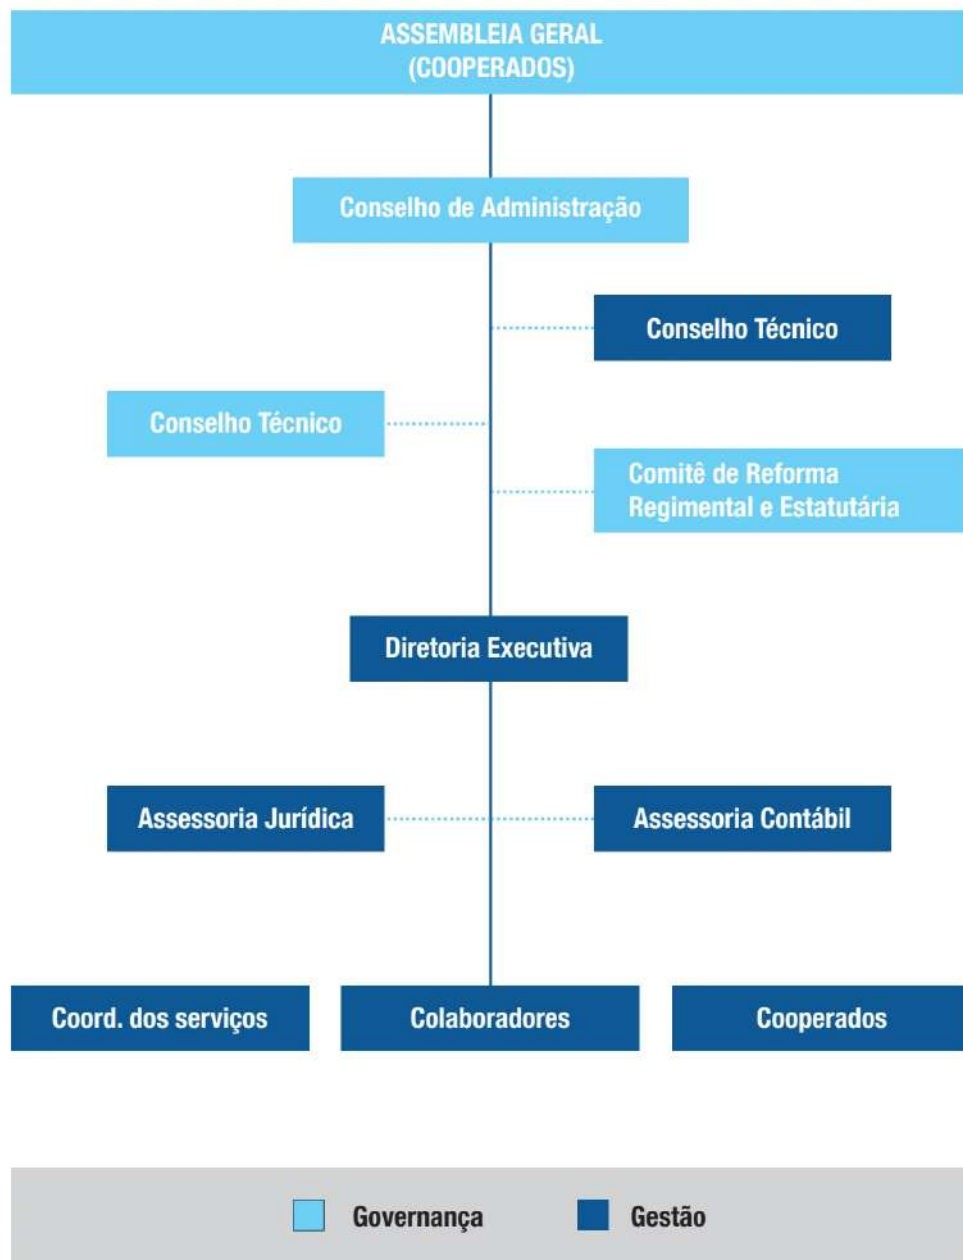 ASSEMBLEIA GERAL
(COOPERADOS)
Conselho de Administração
Conselho Técnico
Conselho Técnico
Comitê de Reforma
Regimental e Estatutária
Diretoria Executiva
Assessoria Jurídica
Assessoria Contábil
Coord. dos serviços
Colaboradores
Cooperados
Governança
Gestão